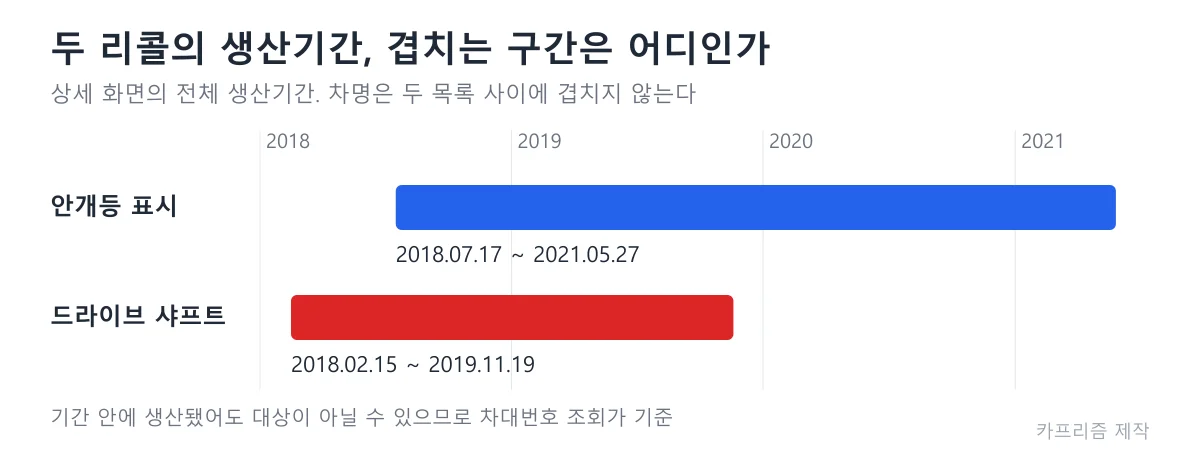 두 리콜의 생산기간, 겹치는 구간은 어디인가
상세 화면의 전체 생산기간. 차명은 두 목록 사이에 겹치지 않는다
2018 2019 2020 2021
안개등 표시
2018.07.17 ~ 2021.05.27
드라이브 샤프트
2018.02.15 ~ 2019.11.19
기간 안에 생산됐어도 대상이 아닐 수 있으므로 차대번호 조회가 기준
카프리즘 제작